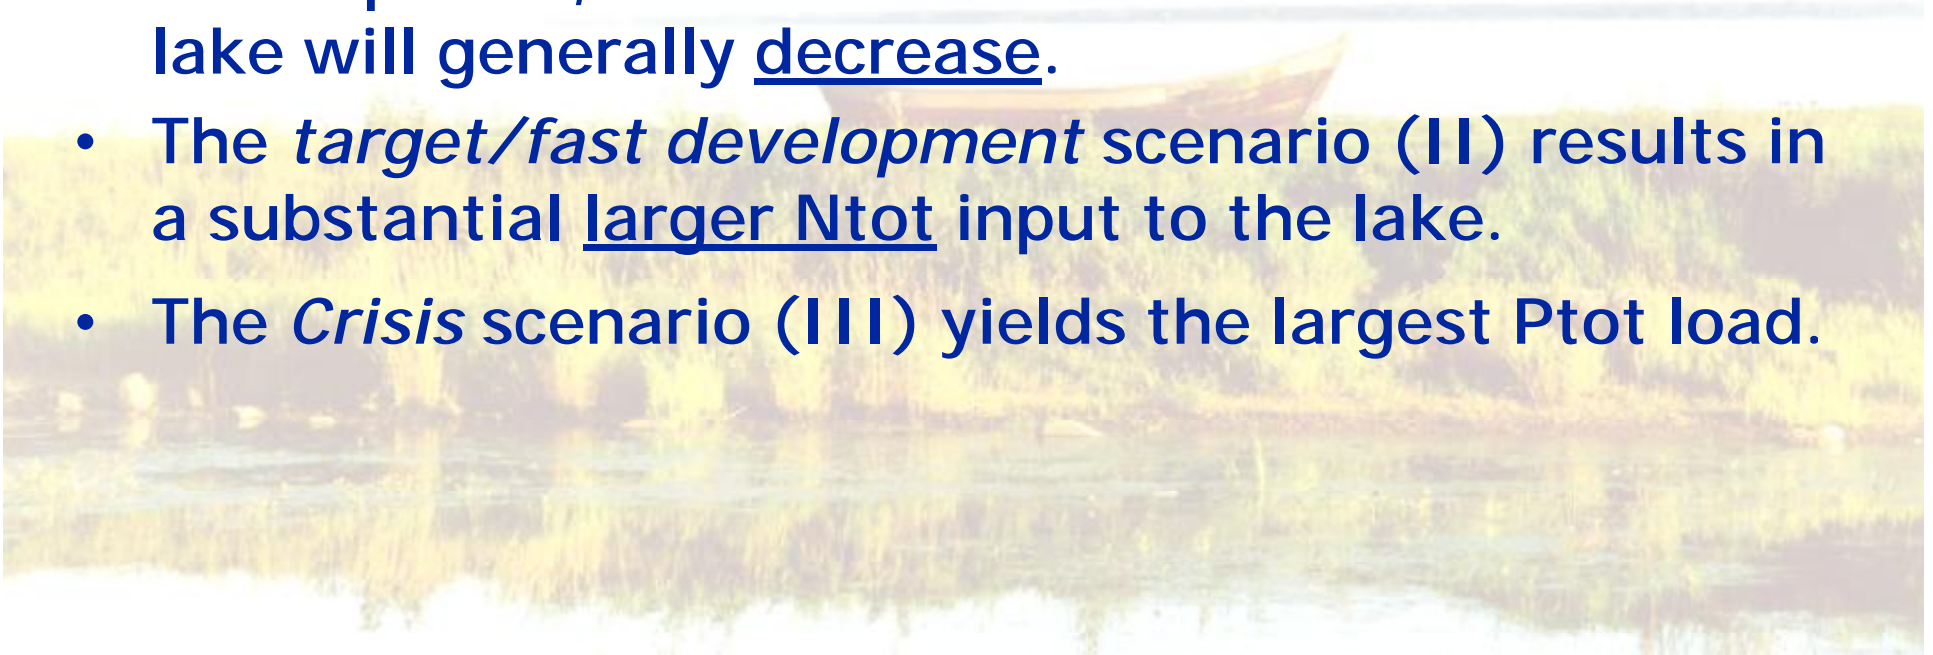 lake will generally decrease.
• The target/fast development scenario (II) results in
a substantial larger Ntot input to the lake.
• The Crisis scenario (III) yields the largest Ptot load.